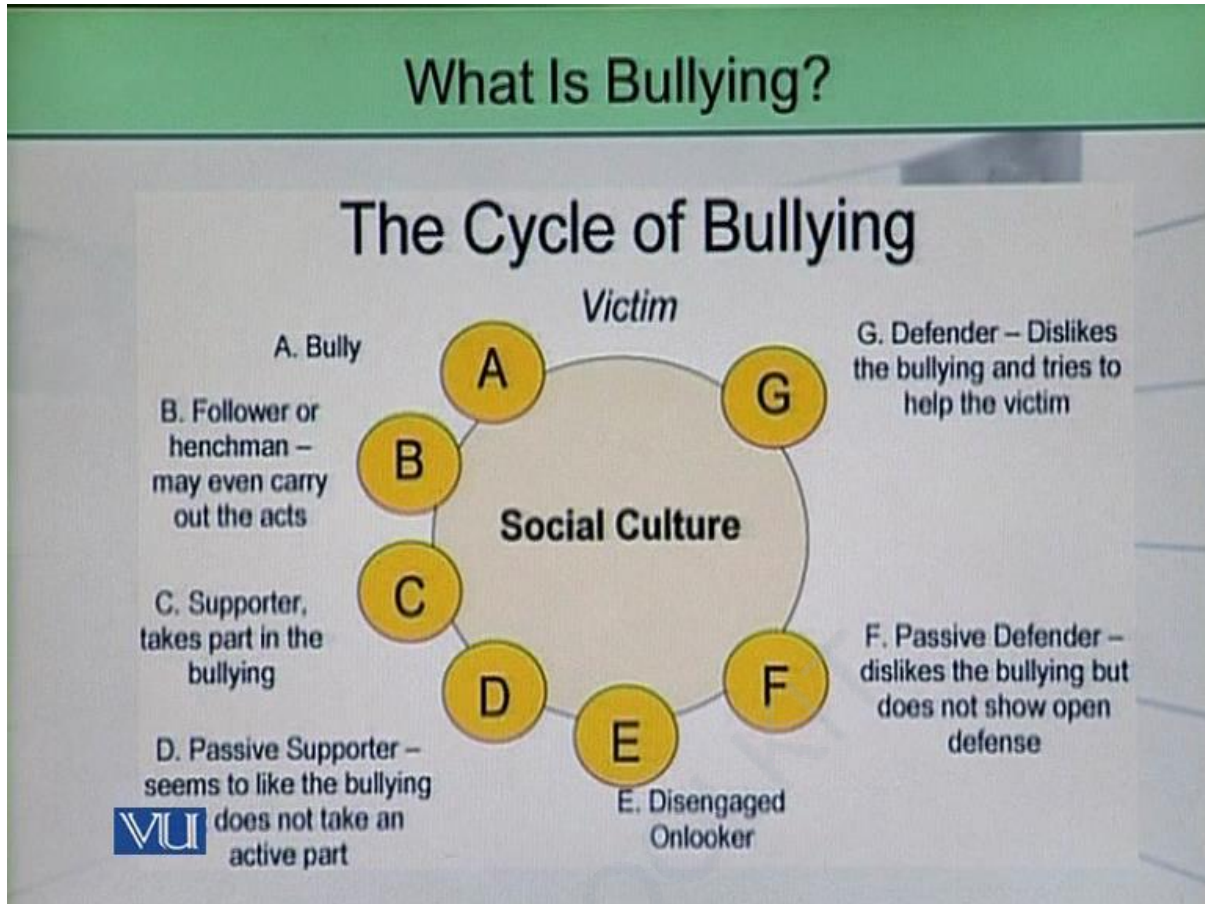 What Is Bullying?
The Cycle of Bullying
Victim
A. Bully
A
B. Follower or
henchman –
may even carry
out the acts
B
C. Supporter,
takes part in the
bullying
C
D. Passive Supporter –
seems to like the bullying
does not take an
active part
D
E
E. Disengaged
Onlooker
F
F. Passive Defender –
dislikes the bullying but
does not show open
defense
G
G. Defender – Dislikes
the bullying and tries to
help the victim
Social Culture
VU